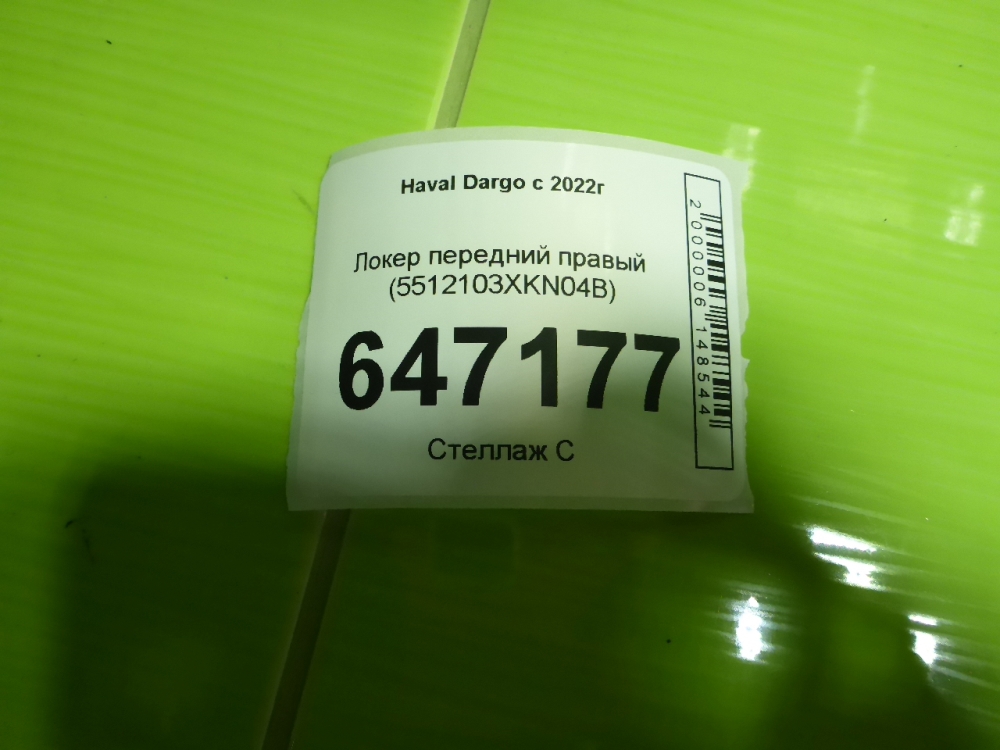 Haval Dargo с 2022г
Локер передний правый
(5512103XKN04B)
647177
Стеллаж С
2000006148544